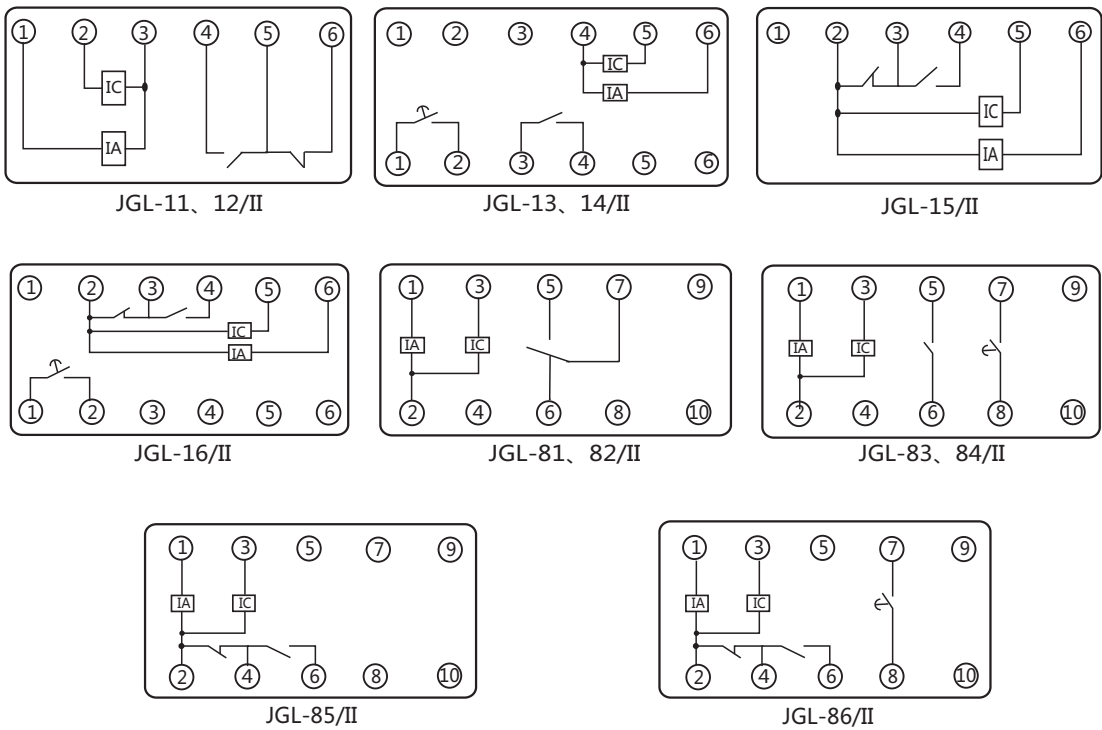 ① ② ③ ④ ⑤ ⑥
IC
IA
JGL-11、12/II
① ② ③ ④ ⑤ ⑥
IC
IA
① ② ③ ④ ⑤ ⑥
JGL-13、14/II
① ② ③ ④ ⑤ ⑥
IC
IA
JGL-15/II
① ② ③ ④ ⑤ ⑥
IC
IA
① ② ③ ④ ⑤ ⑥
JGL-16/II
① ③ ⑤ ⑦ ⑨
IA IC
② ④ ⑥ ⑧ ⑩
JGL-81、82/II
① ③ ⑤ ⑦ ⑨
IA IC
② ④ ⑥ ⑧ ⑩
JGL-83、84/II
① ③ ⑤ ⑦ ⑨
IA IC
② ④ ⑥ ⑧ ⑩
JGL-85/II
① ③ ⑤ ⑦ ⑨
IA IC
② ④ ⑥ ⑧ ⑩
JGL-86/II